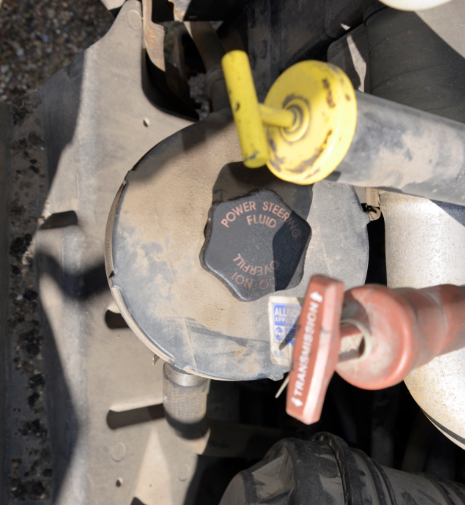 POWER STEERING
FLUID
DO NOT
OVERFILL
TRANSMISSION